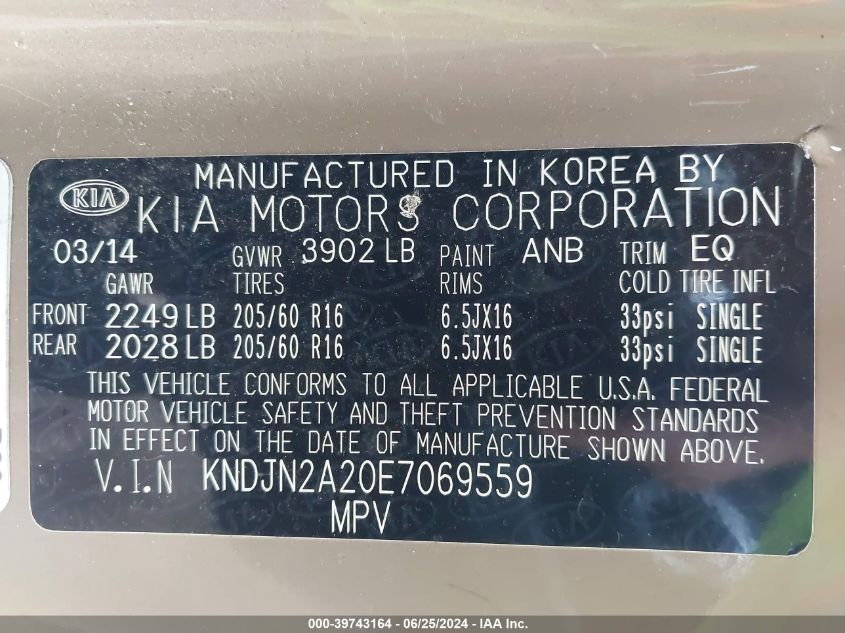 MANUFACTURED IN KOREA BY
KIA KIA MOTORS CORPORATION
03/14 GVWR 3902 LB PAINT ANB TRIM EQ
GAWR TIRES RIMS COLD TIRE INFL
FRONT 2249 LB 205/60 R16 6.5JX16 33psi SINGLE
REAR 2028 LB 205/60 R16 6.5JX16 33psi SINGLE
THIS VEHICLE CONFORMS TO ALL APPLICABLE U.S.A. FEDERAL
MOTOR VEHICLE SAFETY AND THEFT PREVENTION STANDARDS
IN EFFECT ON THE DATE OF MANUFACTURE SHOWN ABOVE.
V.I.N KNDJN2A20E7069559
MPV
000-39743164 - 06/25/2024 - IAA Inc.